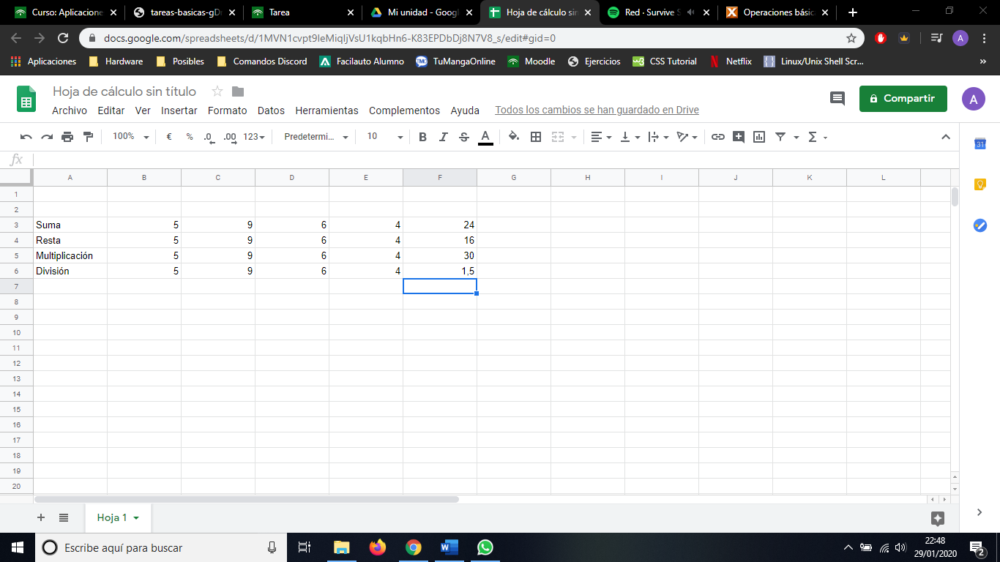 Curso: Aplicacione
tareas-basicas-gD
Tarea
Mi unidad - Googl
Hoja de cálculo sin
Red · Survive S
Operaciones básic
docs.google.com/spreadsheets/d/1MVN1cvpt9IeMiqIjVsU1kqbHn6-K83EPDbDj8N7V8_s/edit#gid=0
A
Aplicaciones Hardware Posibles Comandos Discord Facilauto Alumno TuMangaOnline Moodle Ejercicios CSS Tutorial Netflix Linux/Unix Shell Scr... »
Hoja de cálculo sin título
Compartir
A
Archivo Editar Ver Insertar Formato Datos Herramientas Complementos Ayuda Todos los cambios se han guardado en Drive
100% € % .0 .00 123 Predetermi... 10 B I S A Σ
31
fx
A B C D E F G H I J K L
1
2
3 Suma 5 9 6 4 24
4 Resta 5 9 6 4 16
5 Multiplicación 5 9 6 4 30
6 División 5 9 6 4 1,5
7
8
9
10
11
12
13
14
15
16
17
18
19
20
+ Hoja 1
Escribe aquí para buscar
22:48
29/01/2020
2